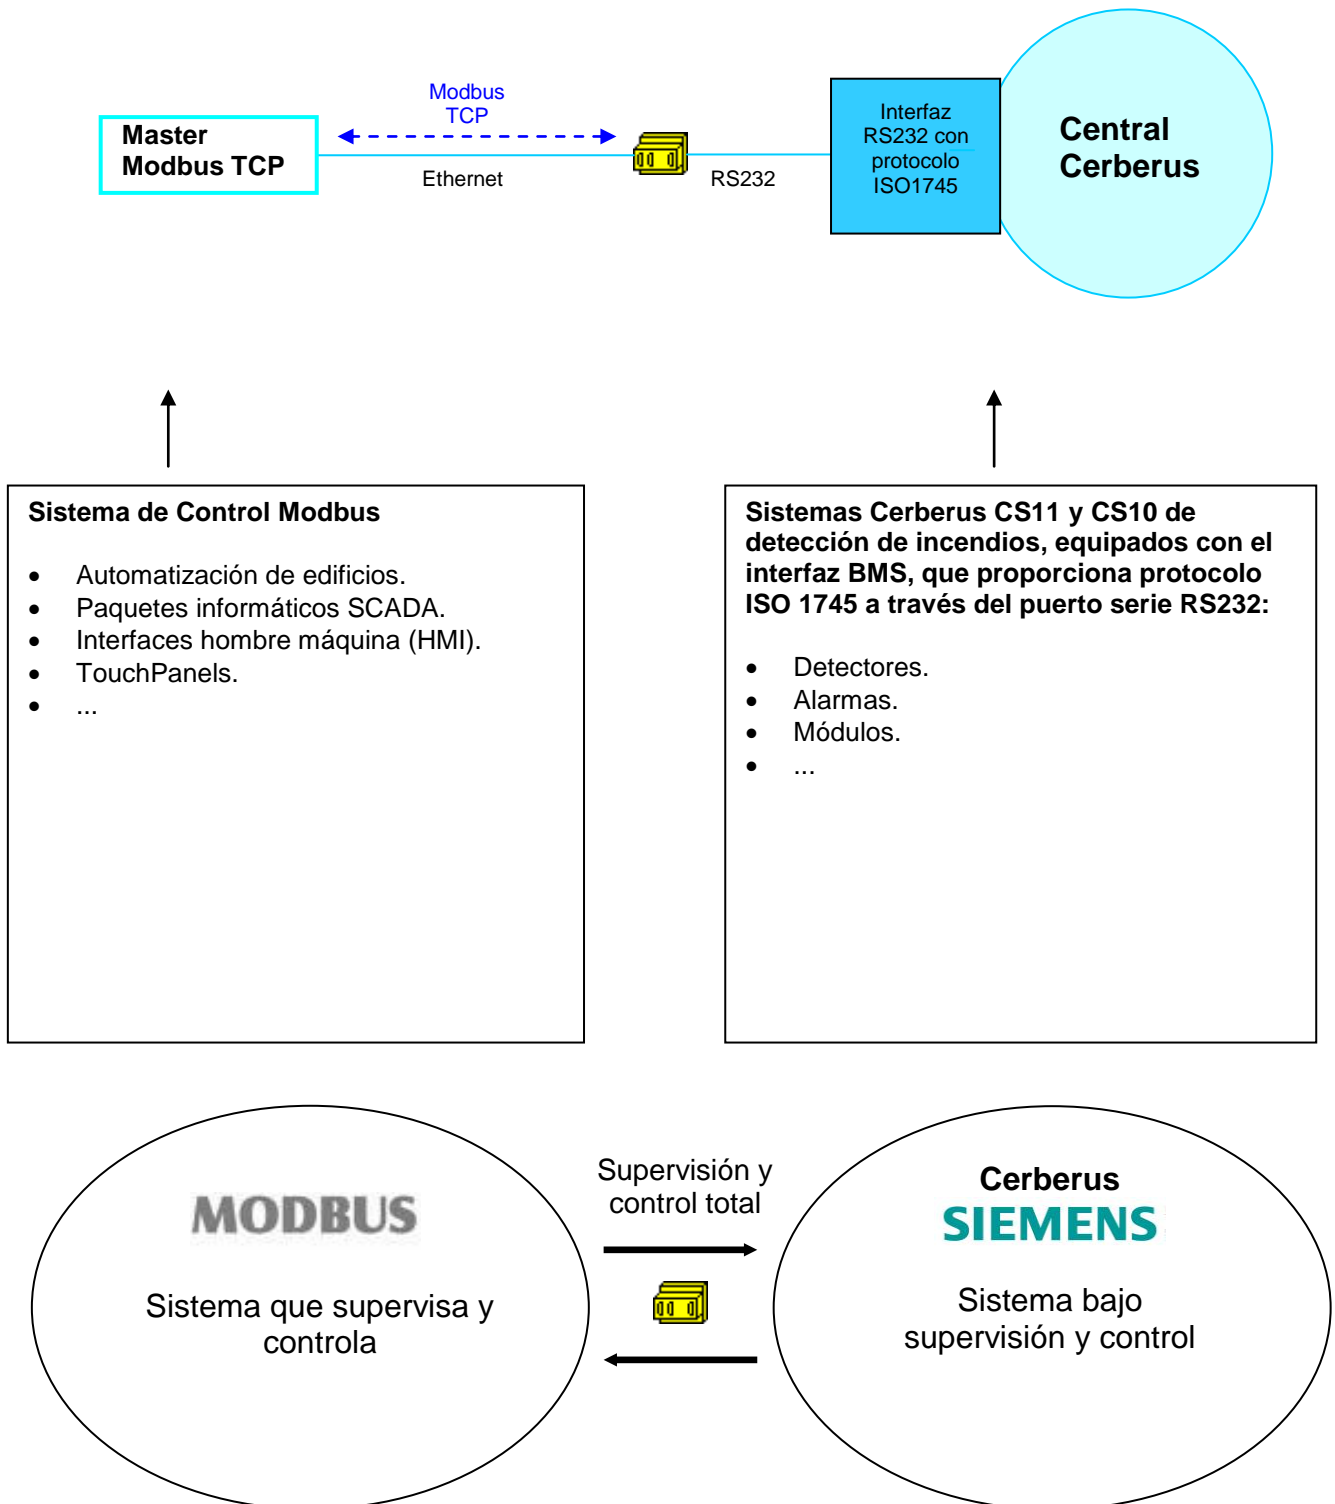 Modbus
TCP
Master
Modbus TCP
Ethernet
RS232
Interfaz
RS232 con
protocolo
ISO1745
Central
Cerberus
Sistema de Control Modbus
• Automatización de edificios.
• Paquetes informáticos SCADA.
• Interfaces hombre máquina (HMI).
• TouchPanels.
• ...
Sistemas Cerberus CS11 y CS10 de
detección de incendios, equipados con el
interfaz BMS, que proporciona protocolo
ISO 1745 a través del puerto serie RS232:
• Detectores.
• Alarmas.
• Módulos.
• ...
MODBUS
Sistema que supervisa y
controla
Supervisión y
control total
Cerberus
SIEMENS
Sistema bajo
supervisión y control